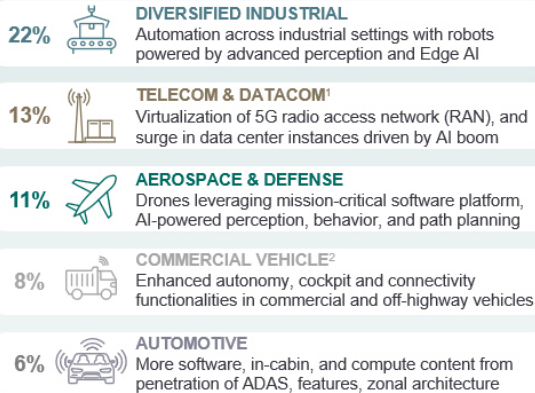 22%
DIVERSIFIED INDUSTRIAL
Automation across industrial settings with robots
powered by advanced perception and Edge AI
13%
TELECOM & DATACOM¹
Virtualization of 5G radio access network (RAN), and
surge in data center instances driven by AI boom
11%
AEROSPACE & DEFENSE
Drones leveraging mission-critical software platform,
AI-powered perception, behavior, and path planning
8%
COMMERCIAL VEHICLE²
Enhanced autonomy, cockpit and connectivity
functionalities in commercial and off-highway vehicles
6%
AUTOMOTIVE
More software, in-cabin, and compute content from
penetration of ADAS, features, zonal architecture